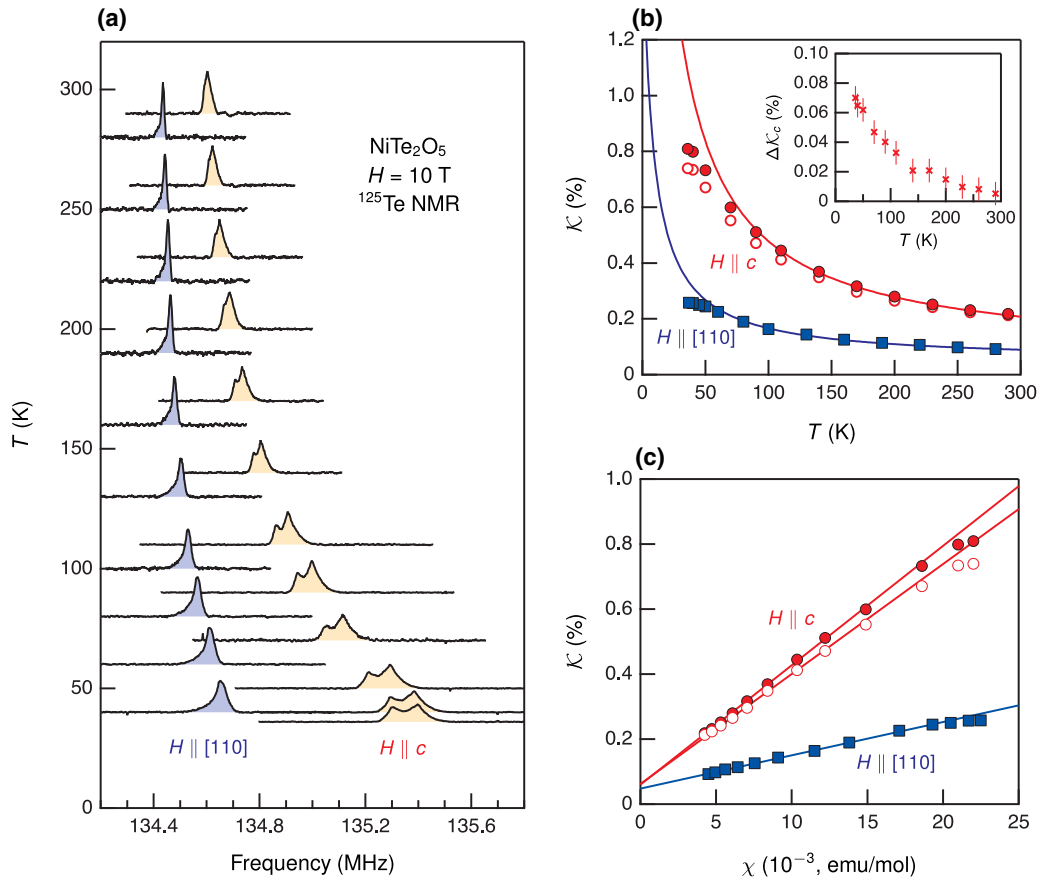 (a)
T (K)
300
250
200
150
100
50
0
NiTe₂O₅
H = 10 T
¹²⁵Te NMR
H || [110]
H || c
134.4
134.8
135.2
135.6
Frequency (MHz)
(b)
K (%)
1.2
1.0
0.8
0.6
0.4
0.2
0
H || c
H || [110]
0
50
100
150
200
250
300
T (K)
ΔK_c (%)
0.10
0.08
0.06
0.04
0.02
0
0
100
200
300
T (K)
(c)
K (%)
1.0
0.8
0.6
0.4
0.2
0
H || c
H || [110]
0
5
10
15
20
25
χ (10⁻³, emu/mol)